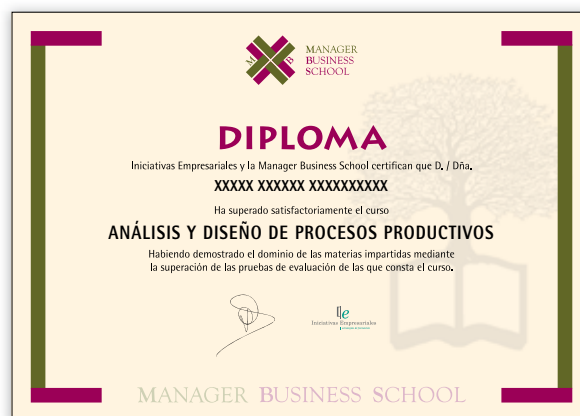 M
B
MANAGER
BUSINESS
SCHOOL
DIPLOMA
Iniciativas Empresariales y la Manager Business School certifican que D. / Dña.
XXXXX XXXXXX XXXXXXXXXX
Ha superado satisfactoriamente el curso
ANÁLISIS Y DISEÑO DE PROCESOS PRODUCTIVOS
Habiendo demostrado el dominio de las materias impartidas mediante
la superación de las pruebas de evaluación de las que consta el curso.
Iniciativas Empresariales
MANAGER BUSINESS SCHOOL